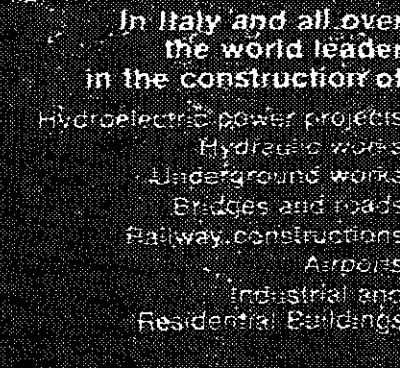 In Italy and all over
the world leader
in the construction of
Hydroelectric power projects
Hydraulic works
Underground works
Bridges and roads
Railway constructions
Airports
Industrial and
Residential Buildings